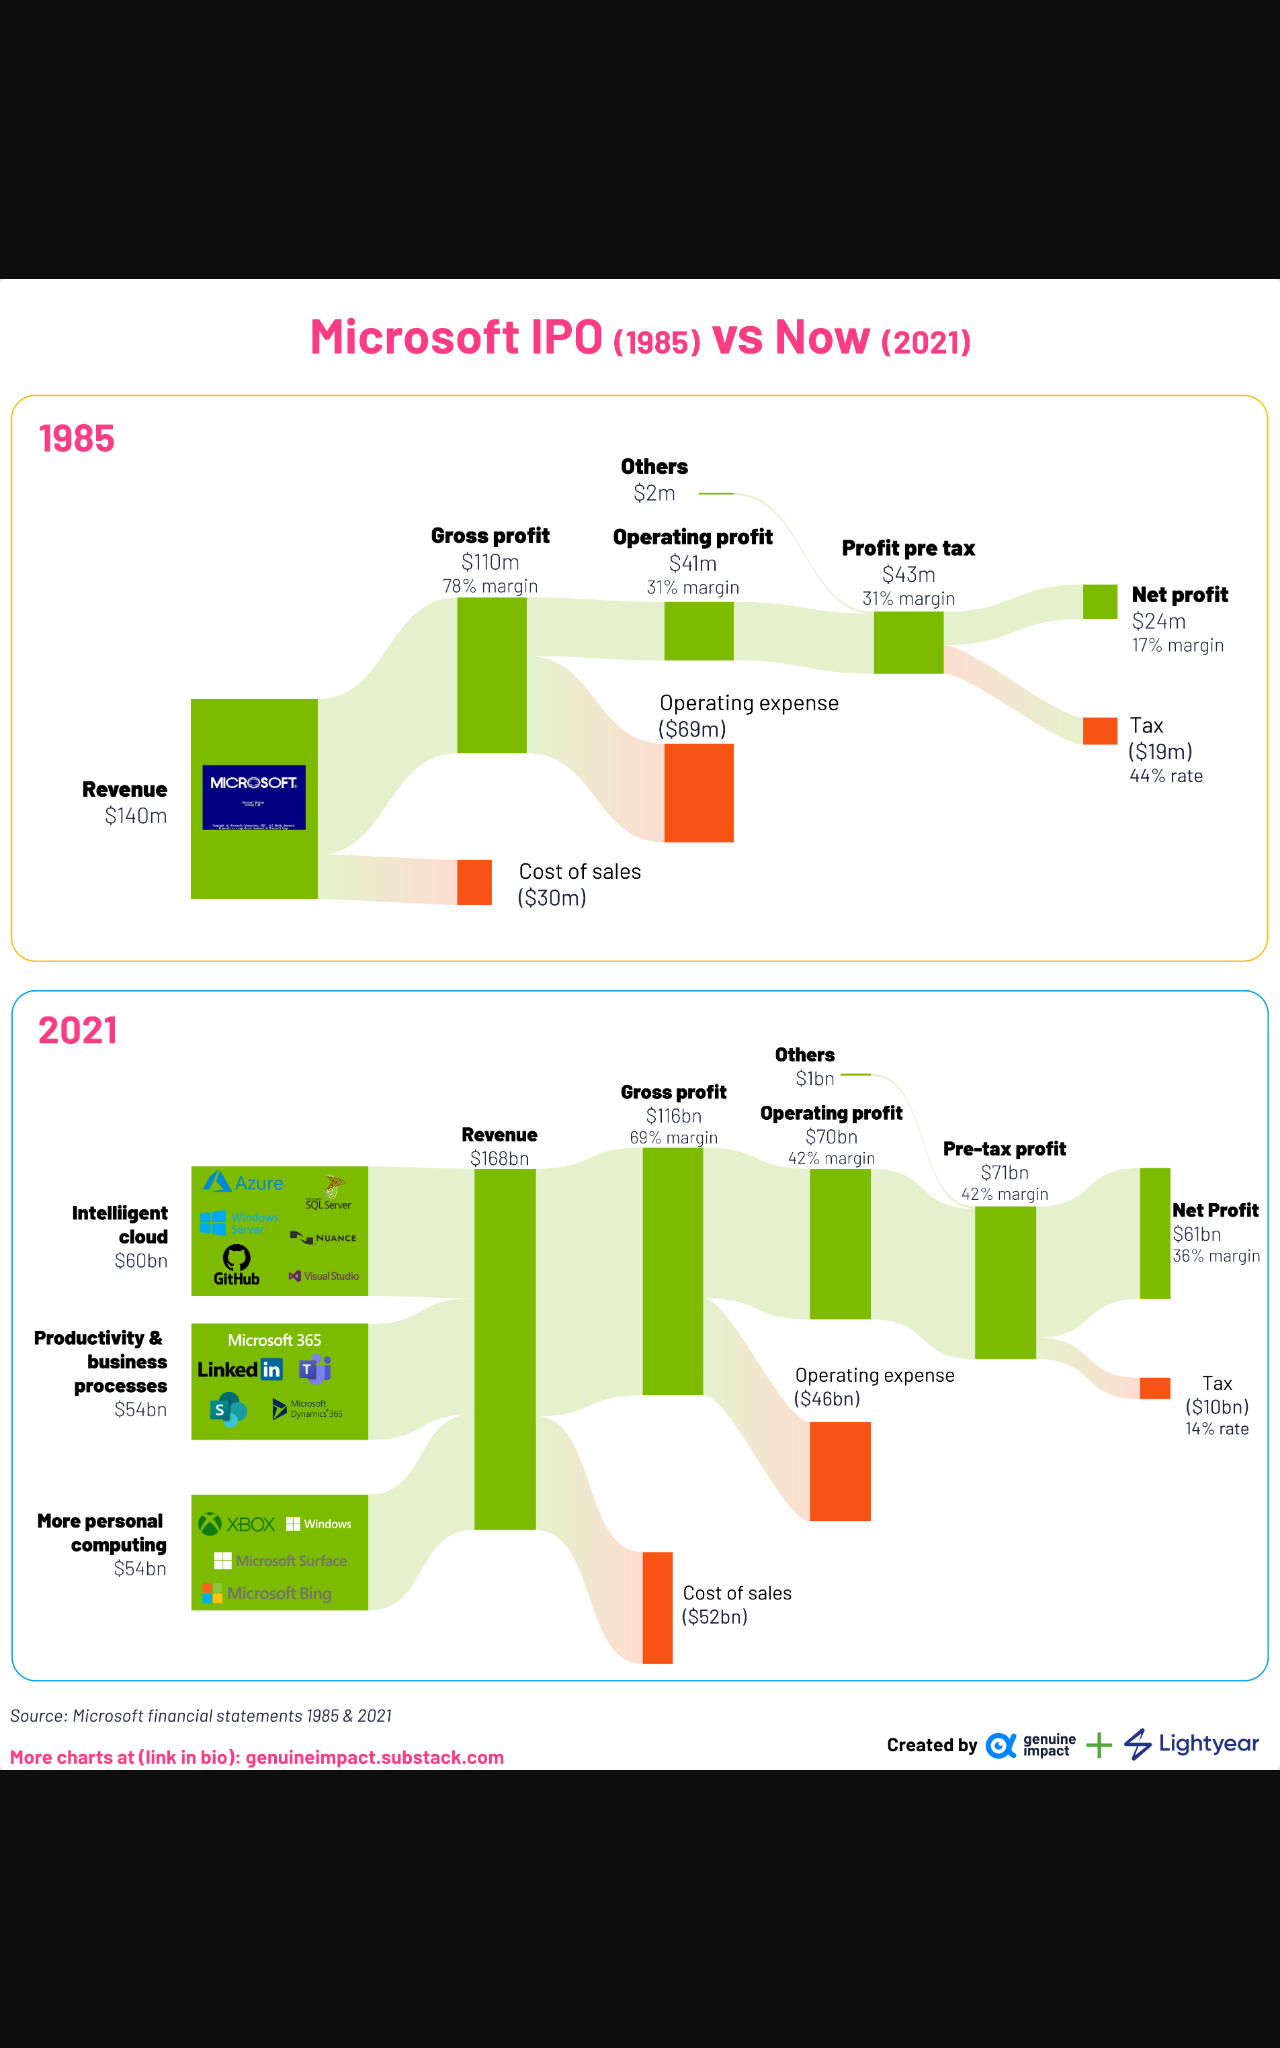 Microsoft IPO (1985) vs Now (2021)
1985
Others
$2m
Gross profit
$110m
78% margin
Operating profit
$41m
31% margin
Profit pre tax
$43m
31% margin
Net profit
$24m
17% margin
Operating expense
($69m)
Tax
($19m)
44% rate
Revenue
$140m
MICROSOFT
Cost of sales
($30m)
2021
Others
$1bn
Gross profit
$116bn
69% margin
Operating profit
$70bn
42% margin
Revenue
$168bn
Pre-tax profit
$71bn
42% margin
Net Profit
$61bn
36% margin
Intelliigent
cloud
$60bn
Azure
SQL Server
Windows
Server
NUANCE
GitHub
Visual Studio
Productivity &
business
processes
$54bn
Microsoft 365
Linked in
T
S
Microsoft
Dynamics 365
Operating expense
($46bn)
Tax
($10bn)
14% rate
More personal
computing
$54bn
XBOX
Windows
Microsoft Surface
Microsoft Bing
Cost of sales
($52bn)
Source: Microsoft financial statements 1985 & 2021
More charts at (link in bio): genuineimpact.substack.com
Created by
genuine
impact
Lightyear